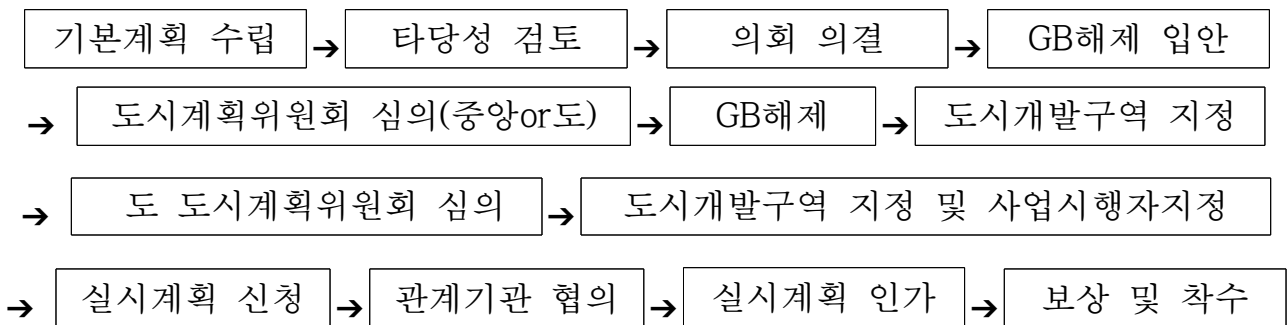 기본계획 수립 → 타당성 검토 → 의회 의결 → GB해제 입안
→ 도시계획위원회 심의(중앙or도) → GB해제 → 도시개발구역 지정
→ 도 도시계획위원회 심의 → 도시개발구역 지정 및 사업시행자지정
→ 실시계획 신청 → 관계기관 협의 → 실시계획 인가 → 보상 및 착수